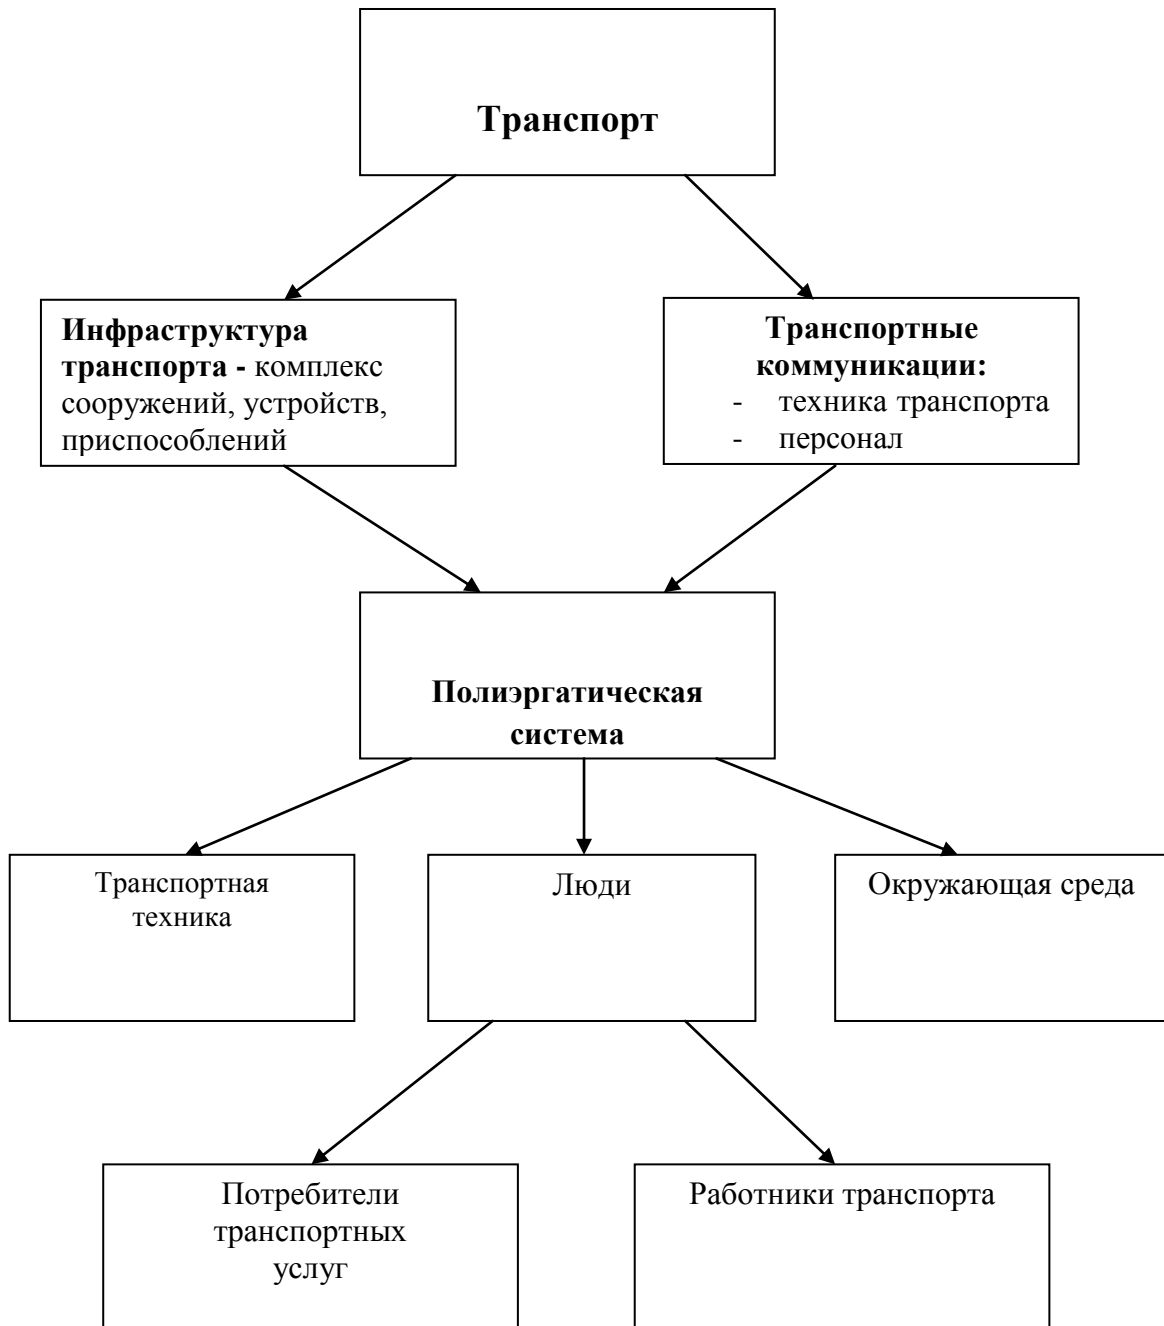 Транспорт
Инфраструктура
транспорта - комплекс
сооружений, устройств,
приспособлений
Транспортные
коммуникации:
- техника транспорта
- персонал
Полиэргатическая
система
Транспортная
техника
Люди
Окружающая среда
Потребители
транспортных
услуг
Работники транспорта